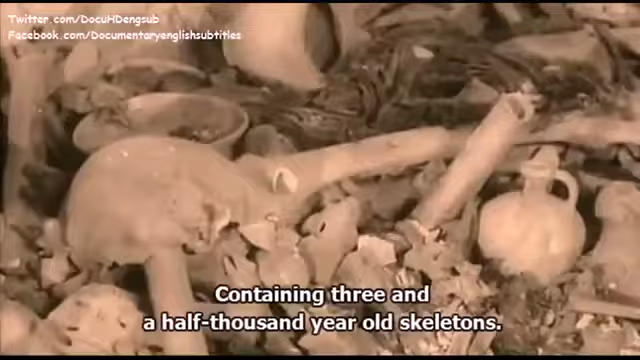 Twitter.com/DocuHDengsub
Facebook.com/Documentaryenglishsubtitles
Containing three and
a half-thousand year old skeletons.